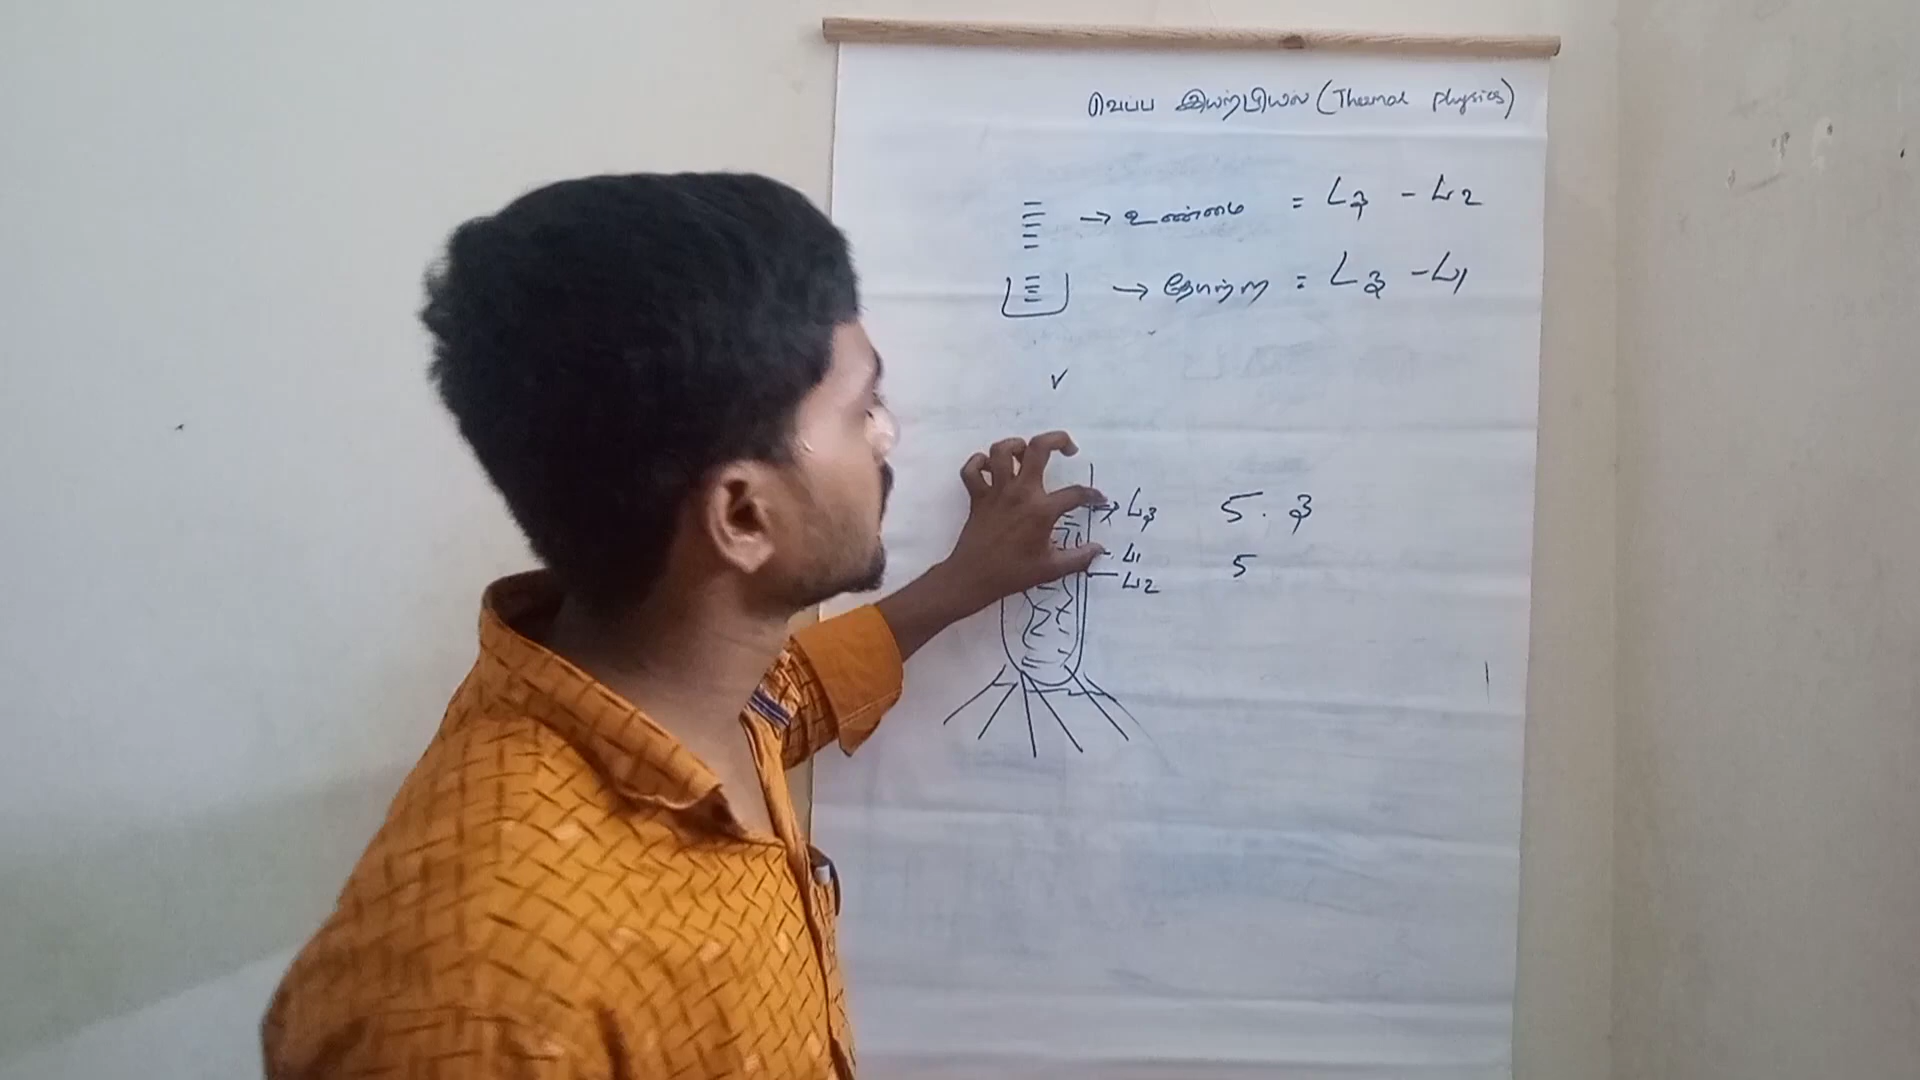 வெப்ப இயற்பியல் (Thermal physics)
→ உண்மை = L3 - L2
→ தோற்ற = L3 - L1
L3 5.3
L1 5
L2